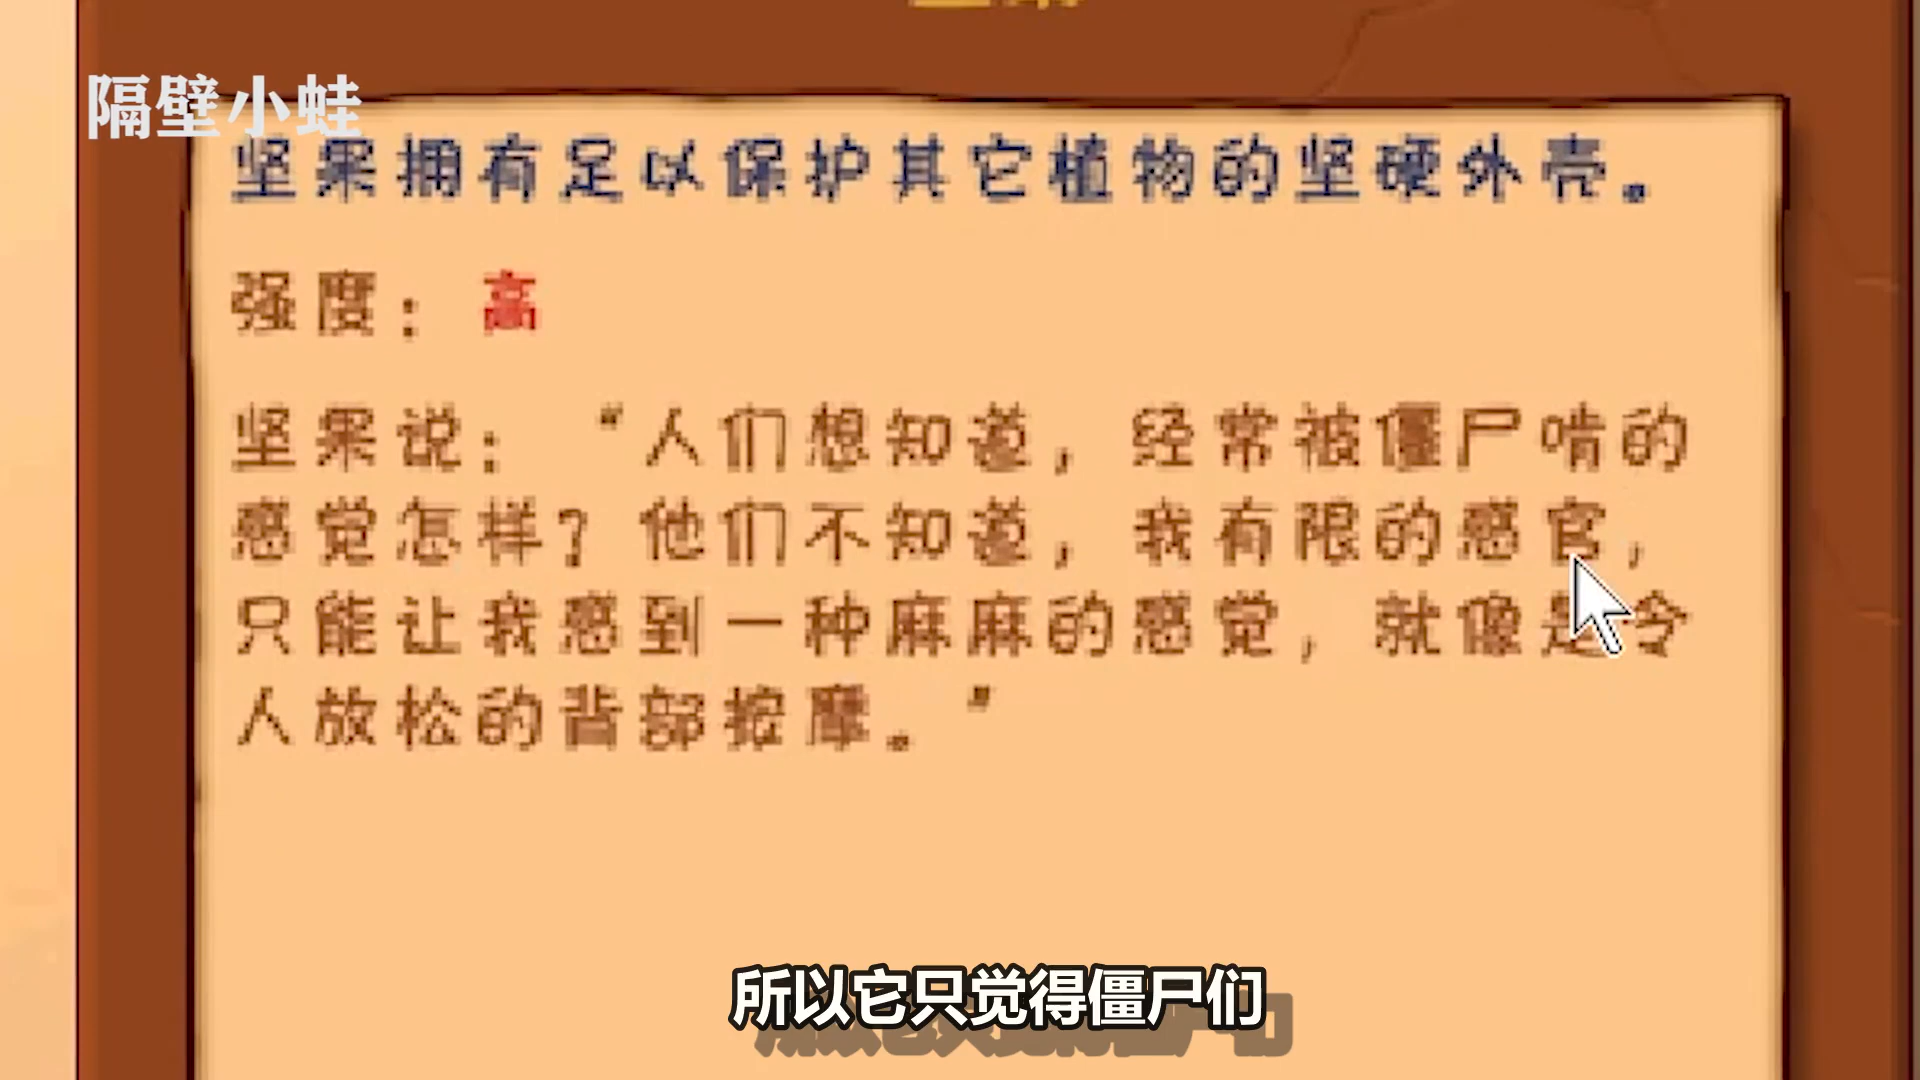 隔壁小蛙
坚果拥有足以保护其它植物的坚硬外壳。
强度：高
坚果说：“人们想知道，经常被僵尸啃的
感觉怎样？他们不知道，我有限的感官，
只能让我感到一种麻麻的感觉，就像是令
人放松的背部按摩。”
所以它只觉得僵尸们